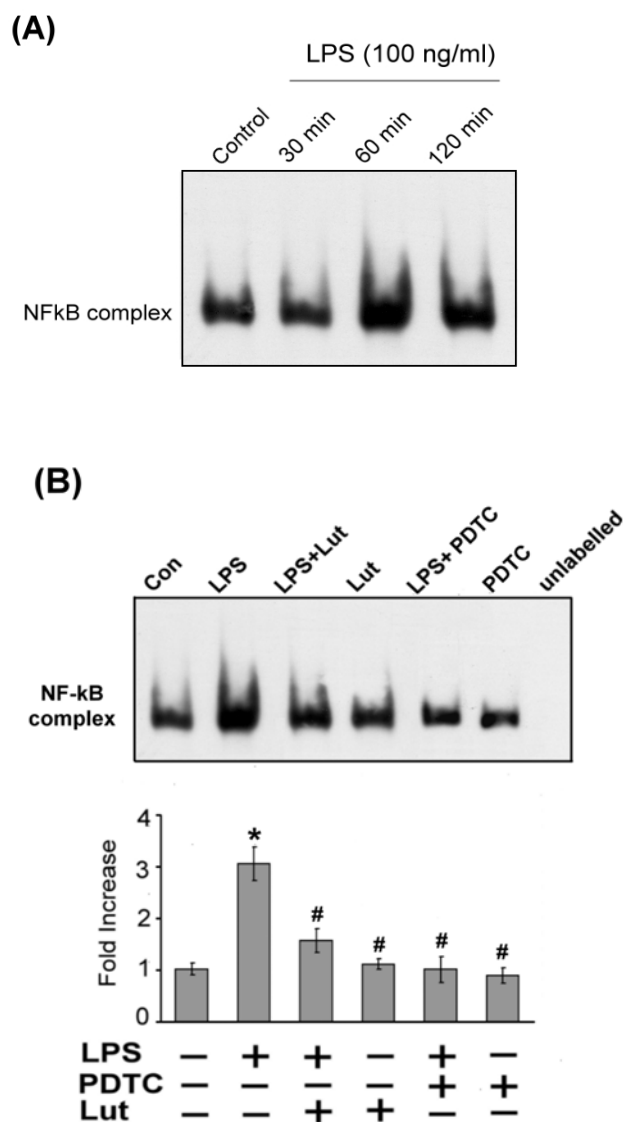 (A)
LPS (100 ng/ml)
Control 30 min 60 min 120 min
NFkB complex
(B)
Con LPS LPS+Lut Lut LPS+ PDTC PDTC unlabelled
NF-kB
complex
Fold Increase
4
3
2
1
0
*
#
#
#
#
LPS − + + − + −
PDTC − − − − + +
Lut − − + + − −